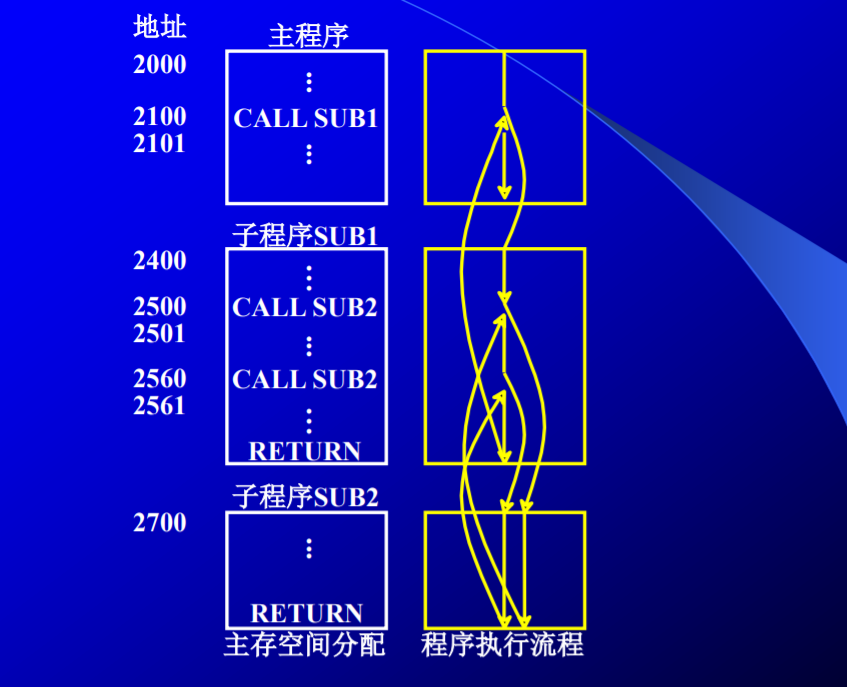 地址
主程序
2000
⋮
2100 CALL SUB1
2101
⋮
子程序SUB1
2400
⋮
2500 CALL SUB2
2501
⋮
2560 CALL SUB2
2561
⋮
RETURN
子程序SUB2
2700
⋮
RETURN
主存空间分配 程序执行流程